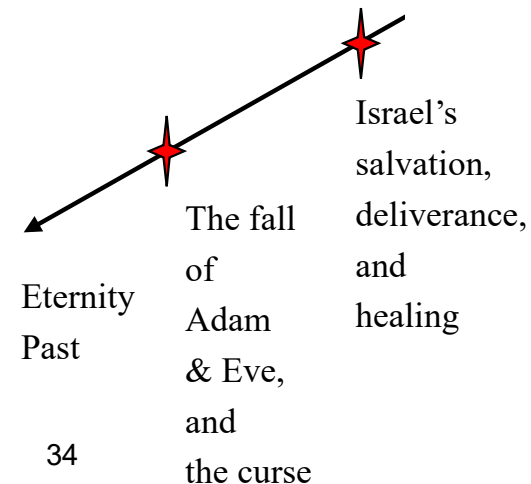 Israel’s
salvation,
deliverance,
and
healing
The fall
of
Adam
& Eve,
and
the curse
Eternity
Past
34